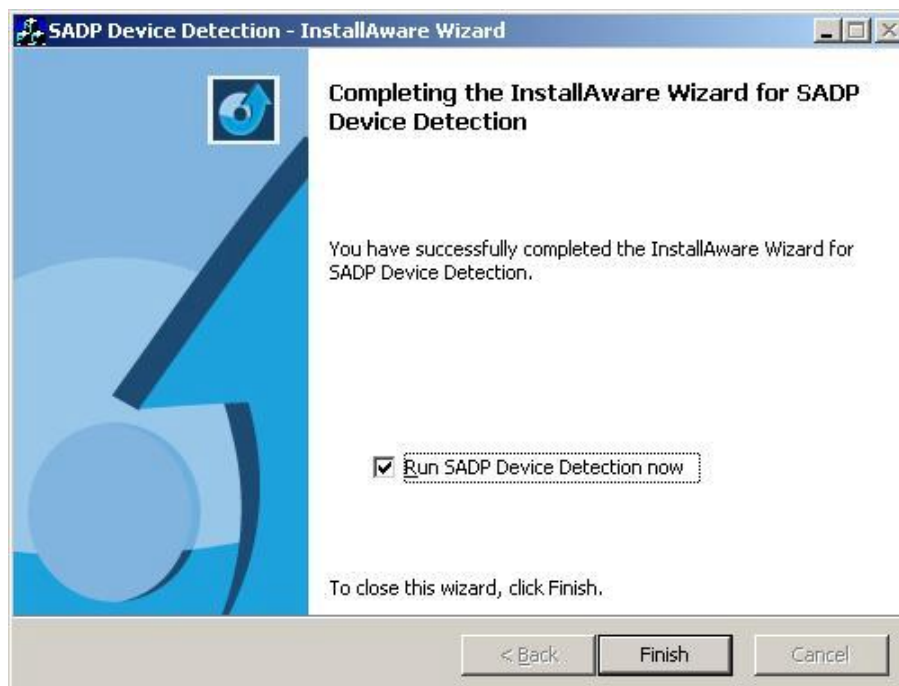 SADP Device Detection - InstallAware Wizard
Completing the InstallAware Wizard for SADP
Device Detection
You have successfully completed the InstallAware Wizard for
SADP Device Detection.
Run SADP Device Detection now
To close this wizard, click Finish.
< Back
Finish
Cancel